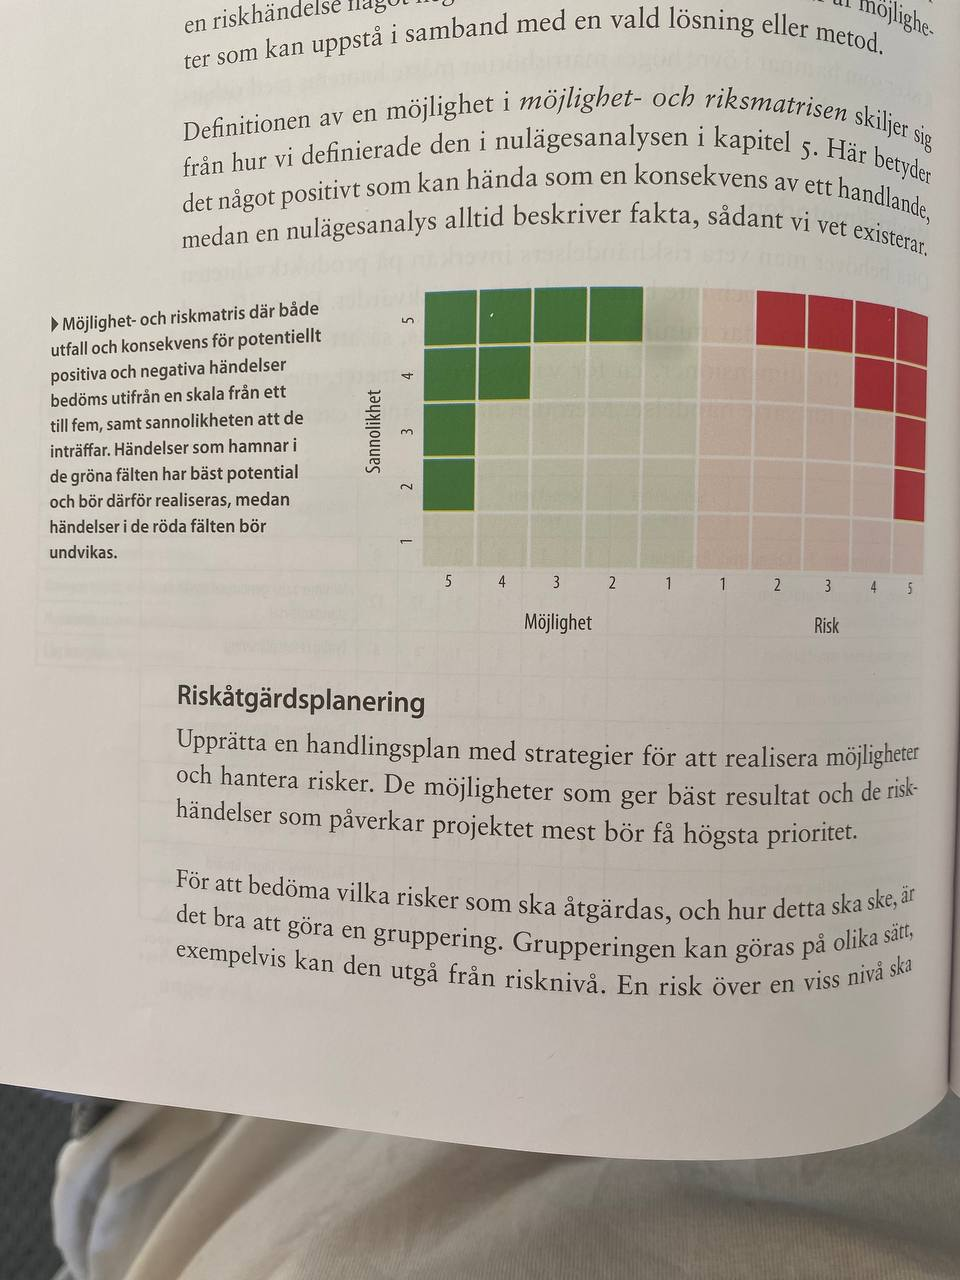 en riskhändelse
möjlighe-
ter som kan uppstå i samband med en vald lösning eller metod.
Definitionen av en möjlighet i möjlighet- och riksmatrisen skiljer sig
från hur vi definierade den i nulägesanalysen i kapitel 5. Här betyder
det något positivt som kan hända som en konsekvens av ett handlande,
medan en nulägesanalys alltid beskriver fakta, sådant vi vet existerar.
Möjlighet- och riskmatris där både
utfall och konsekvens för potentiellt
positiva och negativa händelser
bedöms utifrån en skala från ett
till fem, samt sannolikheten att de
inträffar. Händelser som hamnar i
de gröna fälten har bäst potential
och bör därför realiseras, medan
händelser i de röda fälten bör
undvikas.
Sannolikhet
5
4
3
2
1
5 4 3 2 1 1 2 3 4 5
Möjlighet Risk
Riskåtgärdsplanering
Upprätta en handlingsplan med strategier för att realisera möjligheter
och hantera risker. De möjligheter som ger bäst resultat och de risk-
händelser som påverkar projektet mest bör få högsta prioritet.
För att bedöma vilka risker som ska åtgärdas, och hur detta ska ske, är
det bra att göra en gruppering. Grupperingen kan göras på olika sätt,
exempelvis kan den utgå från risknivå. En risk över en viss nivå ska